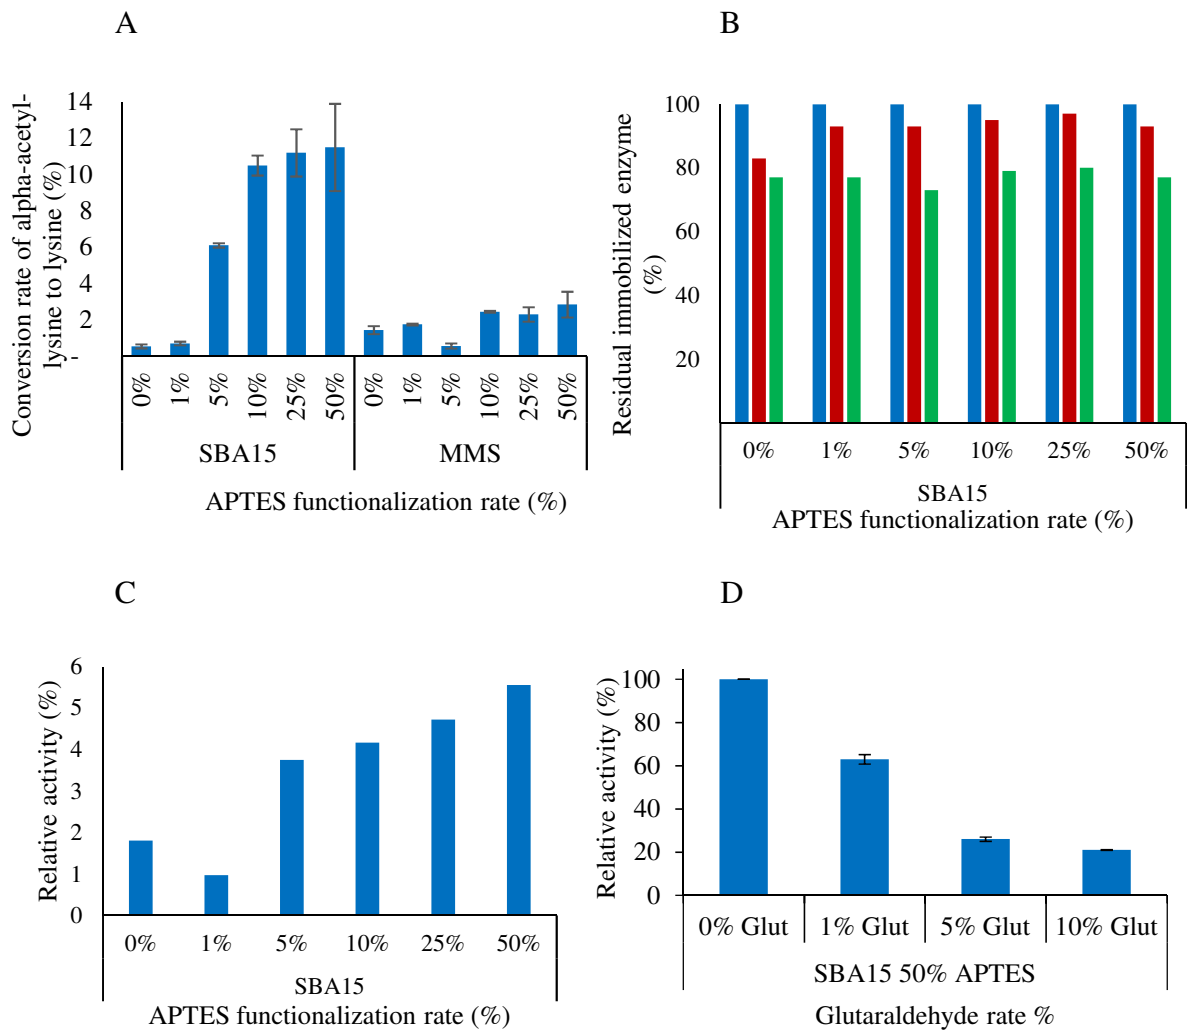 A
Conversion rate of alpha-acetyl-
lysine to lysine (%)
14
12
10
8
6
4
2
-
0% 1% 5% 10% 25% 50% 0% 1% 5% 10% 25% 50%
SBA15 MMS
APTES functionalization rate (%)
B
Residual immobilized enzyme
(%)
100
80
60
40
20
0% 1% 5% 10% 25% 50%
SBA15
APTES functionalization rate (%)
C
Relative activity (%)
6
5
4
3
2
1
0
0% 1% 5% 10% 25% 50%
SBA15
APTES functionalization rate (%)
D
Relative activity (%)
100
80
60
40
20
0
0% Glut 1% Glut 5% Glut 10% Glut
SBA15 50% APTES
Glutaraldehyde rate %